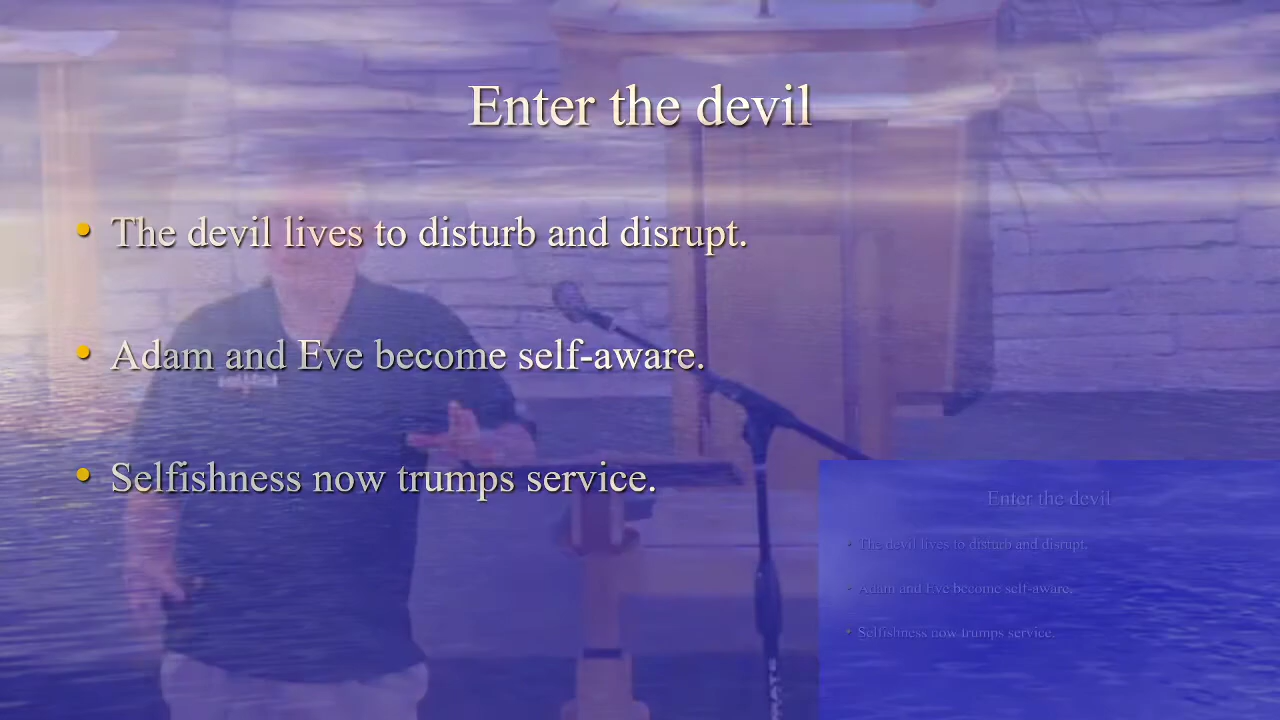 Enter the devil
• The devil lives to disturb and disrupt.
• Adam and Eve become self-aware.
• Selfishness now trumps service.
Enter the devil
• The devil lives to disturb and disrupt.
• Adam and Eve become self-aware.
• Selfishness now trumps service.